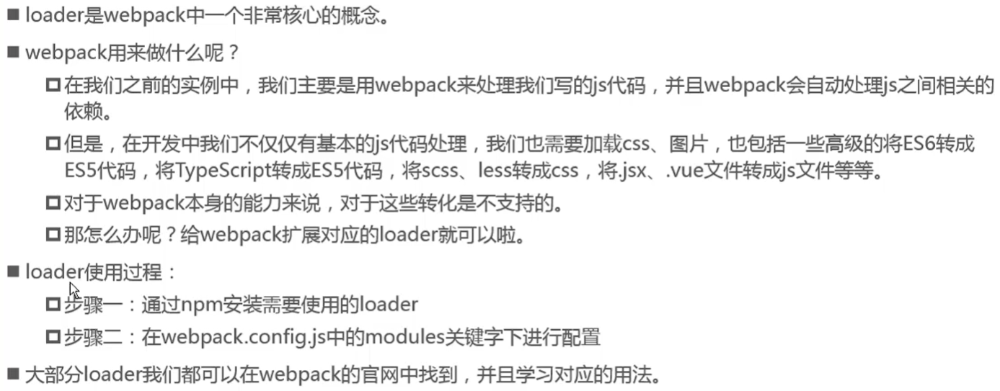 ■ loader是webpack中一个非常核心的概念。
■ webpack用来做什么呢？
在我们之前的实例中，我们主要是用webpack来处理我们写的js代码，并且webpack会自动处理js之间相关的
依赖。
但是，在开发中我们不仅仅有基本的js代码处理，我们也需要加载css、图片，也包括一些高级的将ES6转成
ES5代码，将TypeScript转成ES5代码，将scss、less转成css，将.jsx、.vue文件转成js文件等等。
对于webpack本身的能力来说，对于这些转化是不支持的。
那怎么办呢？给webpack扩展对应的loader就可以啦。
■ loader使用过程：
步骤一：通过npm安装需要使用的loader
步骤二：在webpack.config.js中的modules关键字下进行配置
■ 大部分loader我们都可以在webpack的官网中找到，并且学习对应的用法。